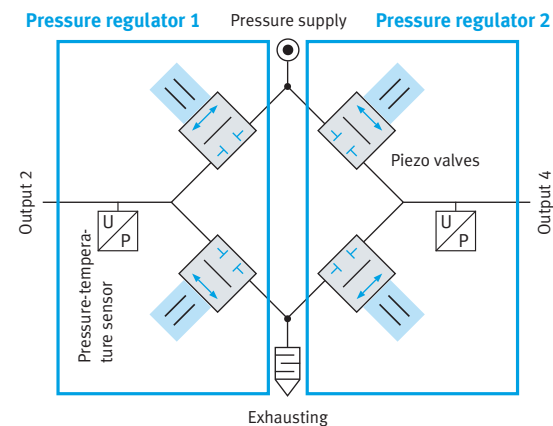 Pressure regulator 1
Pressure supply
Pressure regulator 2
Piezo valves
Output 2
Output 4
U
P
U
P
Pressure-tempera-
ture sensor
Exhausting